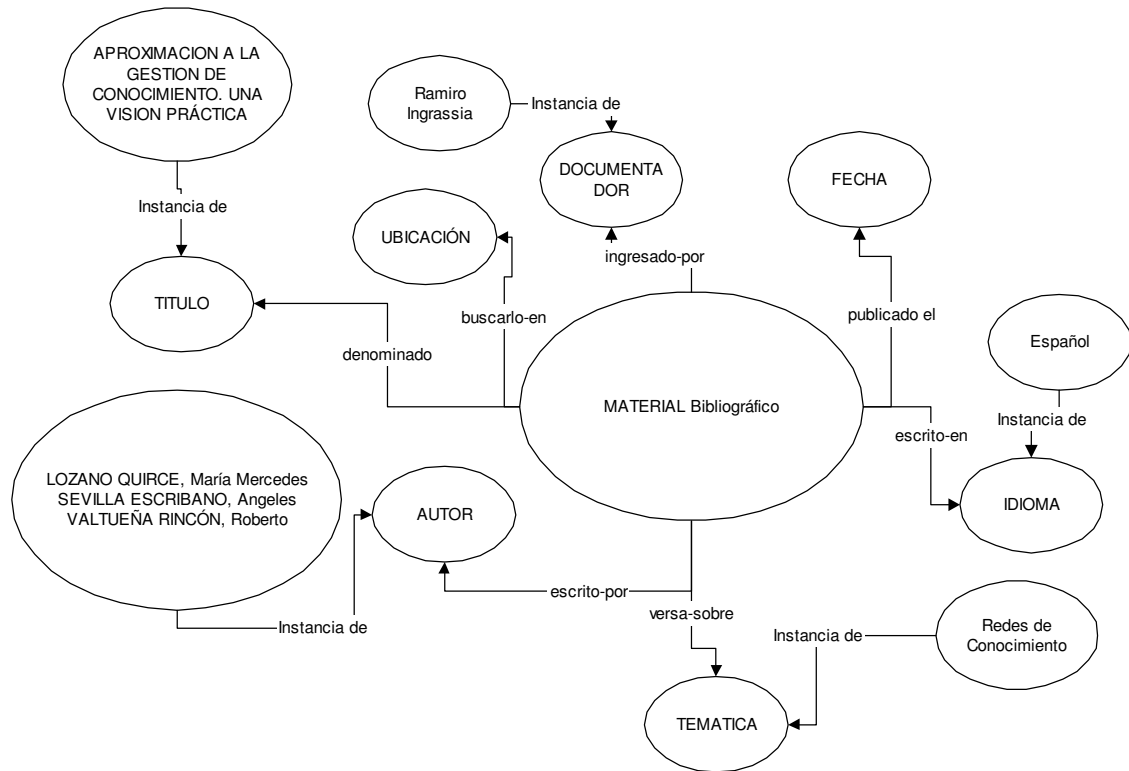 APROXIMACION A LA
GESTION DE
CONOCIMIENTO. UNA
VISION PRÁCTICA
Ramiro
Ingrassia
Instancia de
DOCUMENTA
DOR
FECHA
Instancia de
UBICACIÓN
ingresado-por
TITULO
buscarlo-en
publicado el
denominado
Español
MATERIAL Bibliográfico
Instancia de
escrito-en
LOZANO QUIRCE, María Mercedes
SEVILLA ESCRIBANO, Angeles
VALTUEÑA RINCÓN, Roberto
AUTOR
IDIOMA
escrito-por
versa-sobre
Instancia de
Instancia de
Redes de
Conocimiento
TEMATICA